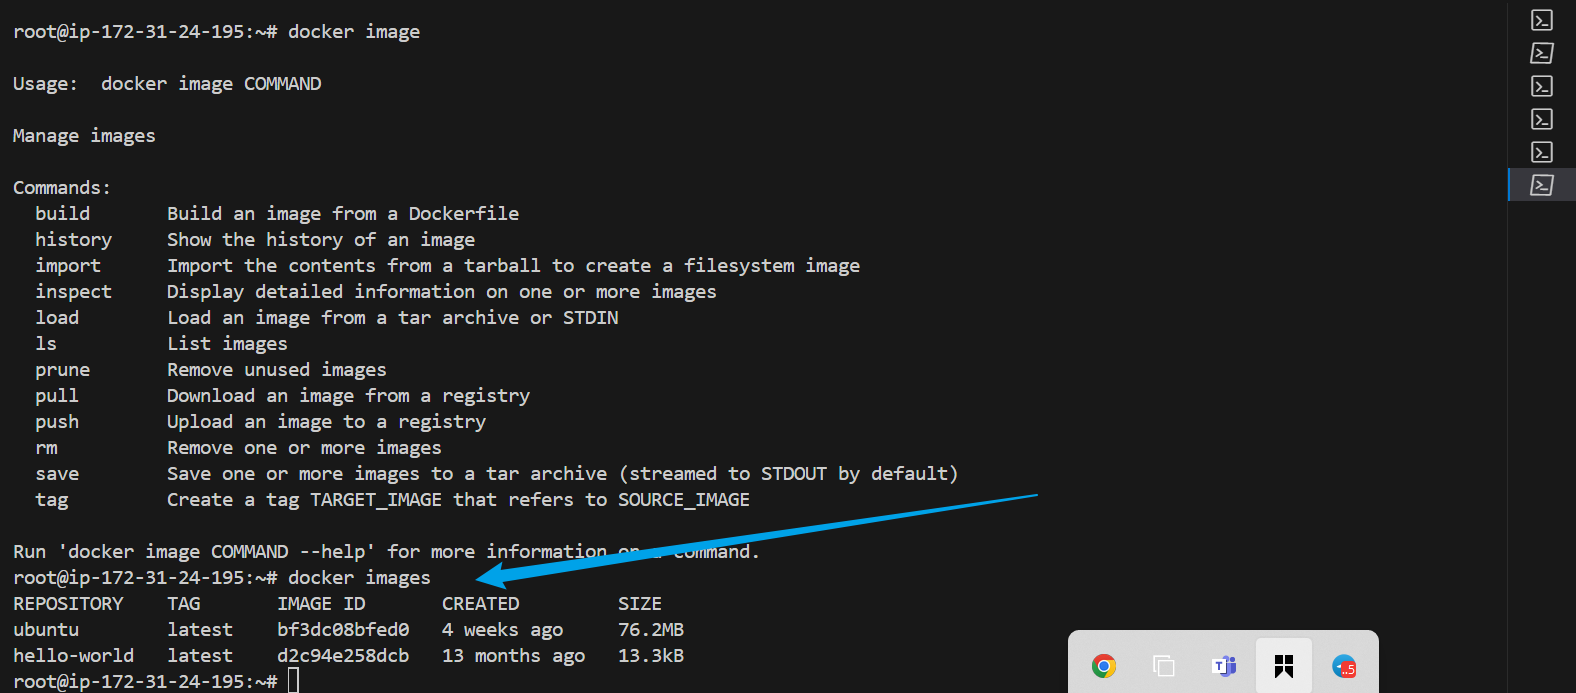 root@ip-172-31-24-195:~# docker image
Usage:  docker image COMMAND
Manage images
Commands:
  build       Build an image from a Dockerfile
  history     Show the history of an image
  import      Import the contents from a tarball to create a filesystem image
  inspect     Display detailed information on one or more images
  load        Load an image from a tar archive or STDIN
  ls          List images
  prune       Remove unused images
  pull        Download an image from a registry
  push        Upload an image to a registry
  rm          Remove one or more images
  save        Save one or more images to a tar archive (streamed to STDOUT by default)
  tag         Create a tag TARGET_IMAGE that refers to SOURCE_IMAGE
Run 'docker image COMMAND --help' for more information on a command.
root@ip-172-31-24-195:~# docker images
REPOSITORY    TAG       IMAGE ID       CREATED         SIZE
ubuntu        latest    bf3dc08bfed0   4 weeks ago     76.2MB
hello-world   latest    d2c94e258dcb   13 months ago   13.3kB
root@ip-172-31-24-195:~#